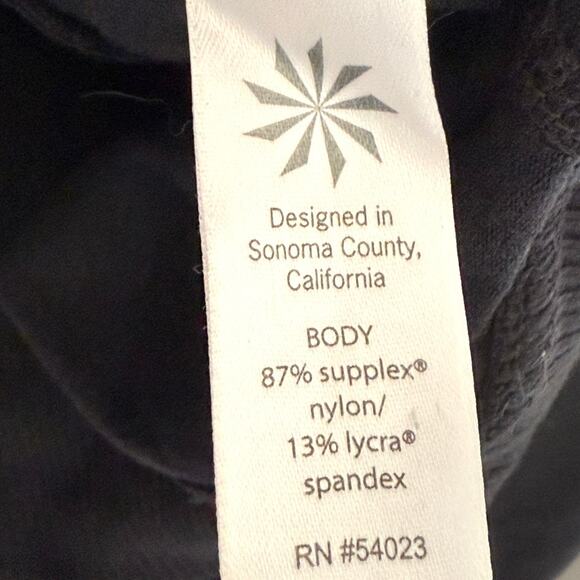 Designed in
Sonoma County,
California
BODY
87% supplex®
nylon/
13% lycra®
spandex
RN #54023